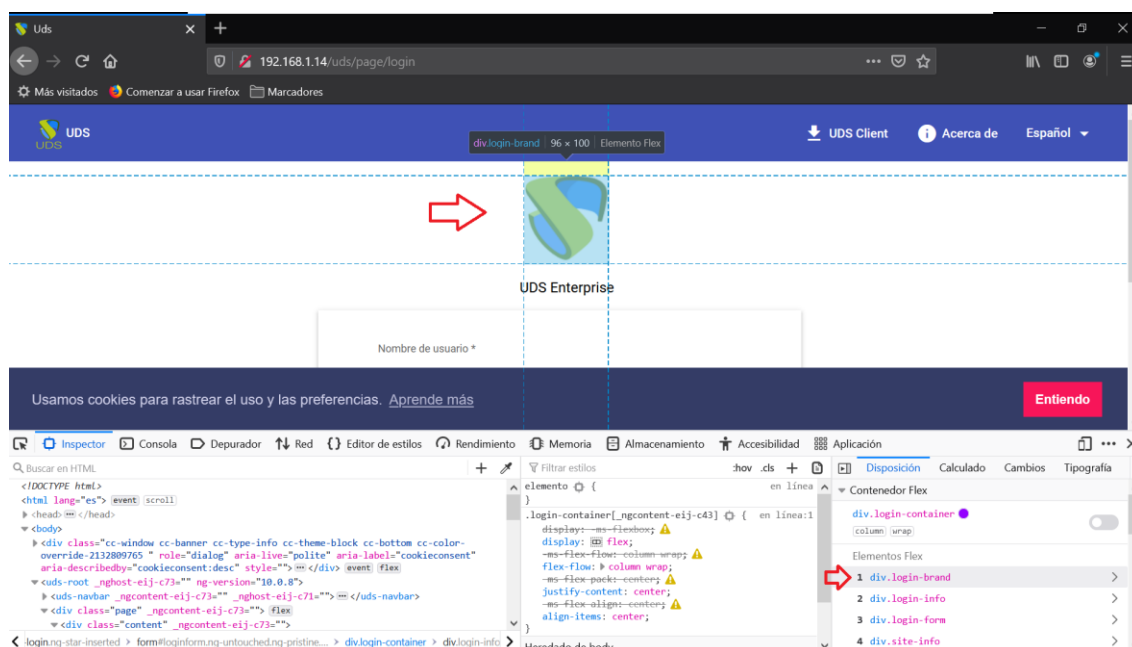 Uds
192.168.1.14/uds/page/login
Más visitados Comenzar a usar Firefox Marcadores
UDS
UDS
UDS Client Acerca de Español
div.login-brand 96 × 100 Elemento Flex
UDS Enterprise
Nombre de usuario *
Usamos cookies para rastrear el uso y las preferencias. Aprende más
Entiendo
Inspector Consola Depurador Red {} Editor de estilos Rendimiento Memoria Almacenamiento Accesibilidad Aplicación
Buscar en HTML
<!DOCTYPE html>
<html lang="es"> event scroll
<head> ••• </head>
<body>
<div class="cc-window cc-banner cc-type-info cc-theme-block cc-bottom cc-color-
override-2132809765 " role="dialog" aria-live="polite" aria-label="cookieconsent"
aria-describedby="cookieconsent:desc" style=""> ••• </div> event flex
<uds-root _nghost-eij-c73="" ng-version="10.0.8">
<uds-navbar _ngcontent-eij-c73="" _nghost-eij-c71=""> ••• </uds-navbar>
<div class="page" _ngcontent-eij-c73=""> flex
<div class="content" _ngcontent-eij-c73="">
-login.ng-star-inserted > form#loginform.ng-untouched.ng-pristine.... > div.login-container > div.login-info
Filtrar estilos :hov .cls +
elemento {
en línea
}
.login-container[_ngcontent-eij-c43] { en línea:1
display: -ms-flexbox;
display: flex;
-ms-flex-flow: column wrap;
flex-flow: column wrap;
-ms-flex-pack: center;
justify-content: center;
-ms-flex-align: center;
align-items: center;
}
Heredado de body
Disposición Calculado Cambios Tipografía
Contenedor Flex
div.login-container
column wrap
Elementos Flex
1 div.login-brand
2 div.login-info
3 div.login-form
4 div.site-info